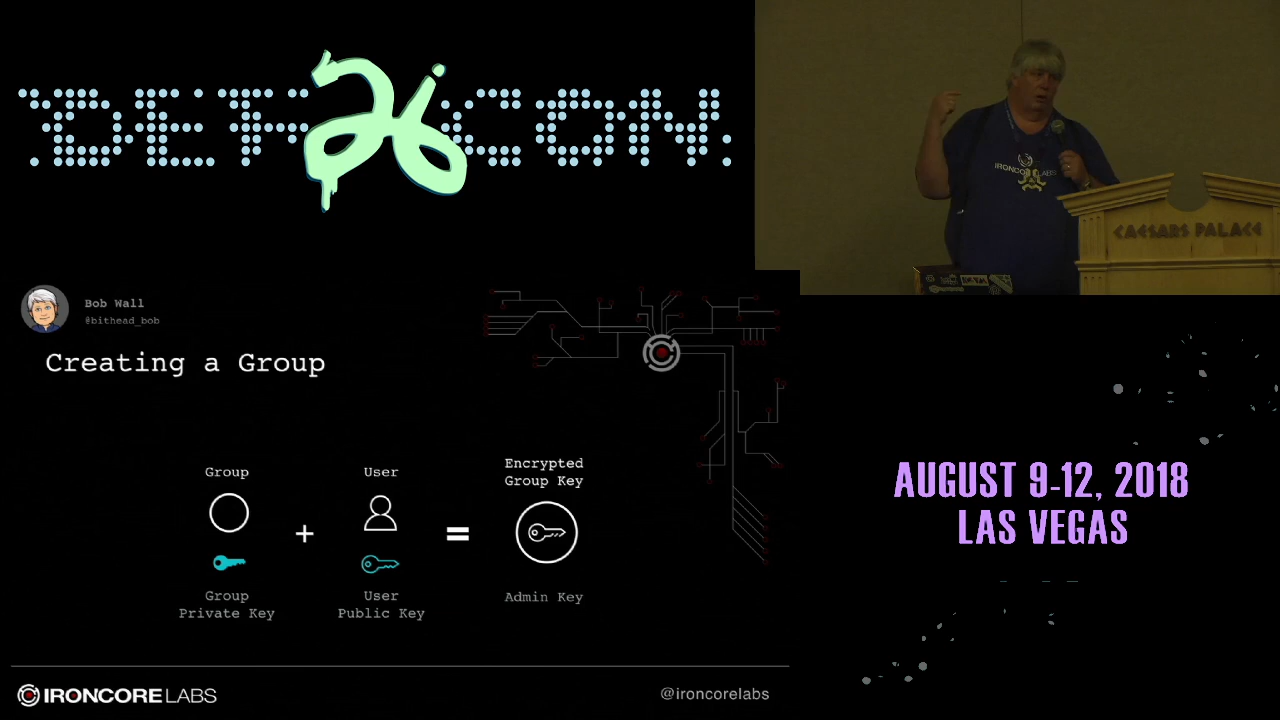 DEF 26 CON
IRONCORE LABS
CAESARS PALACE
Bob Wall
@bithead_bob
Creating a Group
Group
User
Encrypted
Group Key
+
=
Group
Private Key
User
Public Key
Admin Key
AUGUST 9-12, 2018
LAS VEGAS
IRONCORE LABS
@ironcorelabs